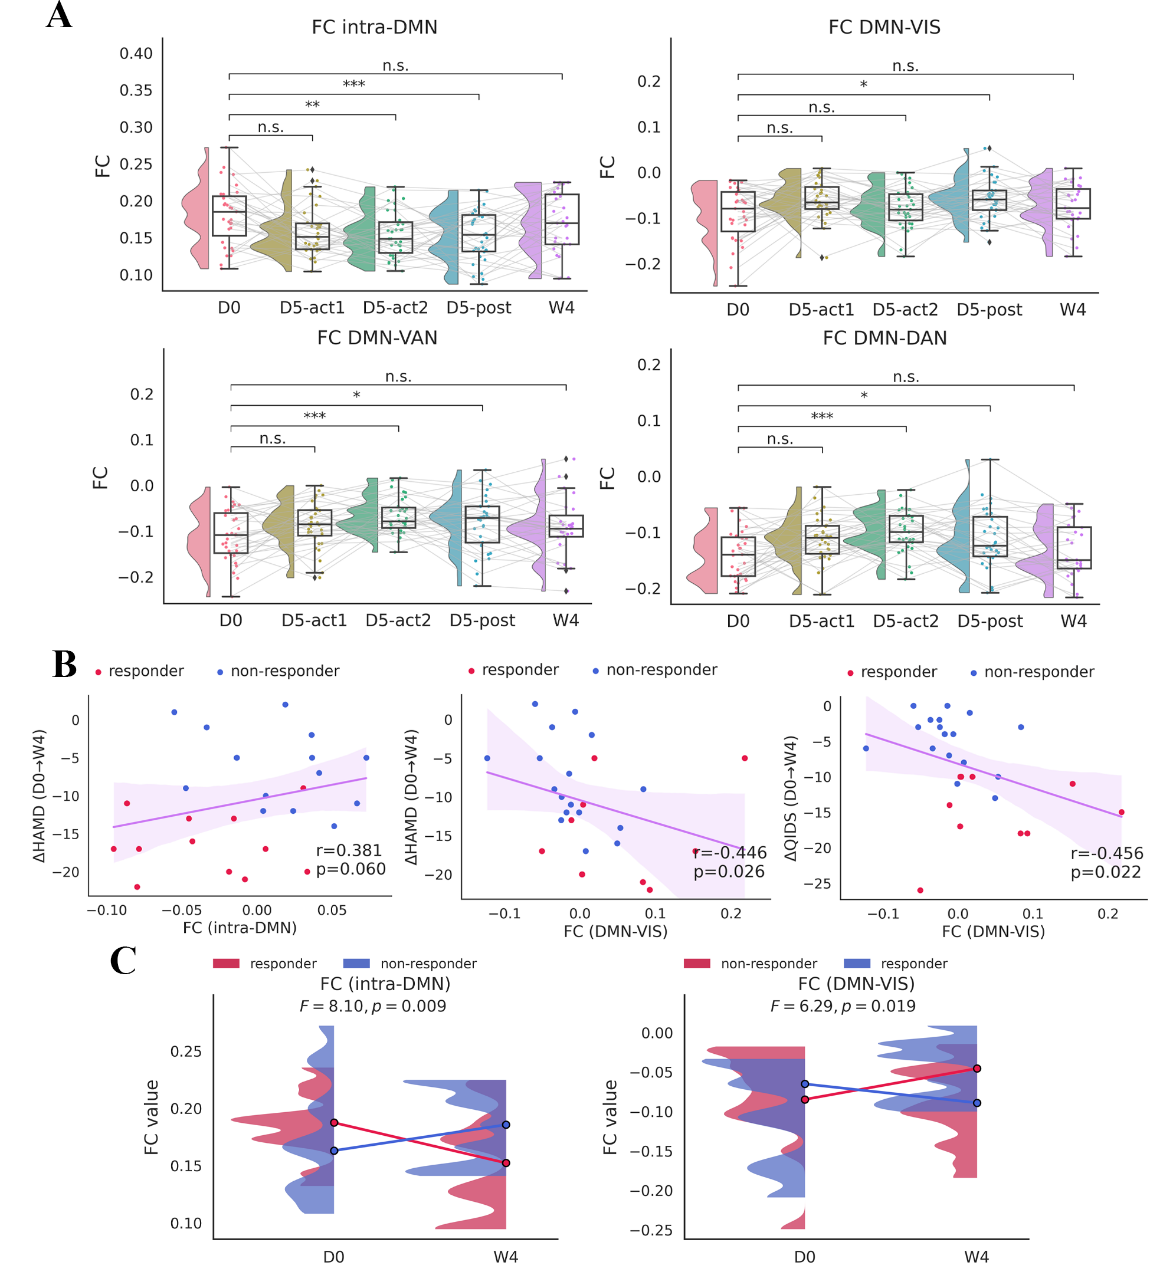 A
FC intra-DMN
FC
0.40
0.35
0.30
0.25
0.20
0.15
0.10
n.s.
***
**
n.s.
D0 D5-act1 D5-act2 D5-post W4
FC DMN-VIS
FC
0.2
0.1
0.0
−0.1
−0.2
n.s.
*
n.s.
n.s.
D0 D5-act1 D5-act2 D5-post W4
FC DMN-VAN
FC
0.2
0.1
0.0
−0.1
−0.2
n.s.
*
***
n.s.
D0 D5-act1 D5-act2 D5-post W4
FC DMN-DAN
FC
0.2
0.1
0.0
−0.1
−0.2
n.s.
*
***
n.s.
D0 D5-act1 D5-act2 D5-post W4
B
responder non-responder
ΔHAMD (D0→W4)
0
−5
−10
−15
−20
r=0.381
p=0.060
−0.10 −0.05 0.00 0.05
FC (intra-DMN)
responder non-responder
ΔHAMD (D0→W4)
0
−5
−10
−15
−20
r=-0.446
p=0.026
−0.1 0.0 0.1 0.2
FC (DMN-VIS)
responder non-responder
ΔQIDS (D0→W4)
0
−5
−10
−15
−20
−25
r=-0.456
p=0.022
−0.1 0.0 0.1 0.2
FC (DMN-VIS)
C
responder non-responder
FC (intra-DMN)
F = 8.10, p = 0.009
FC value
0.25
0.20
0.15
0.10
D0 W4
non-responder responder
FC (DMN-VIS)
F = 6.29, p = 0.019
FC value
0.00
−0.05
−0.10
−0.15
−0.20
−0.25
D0 W4